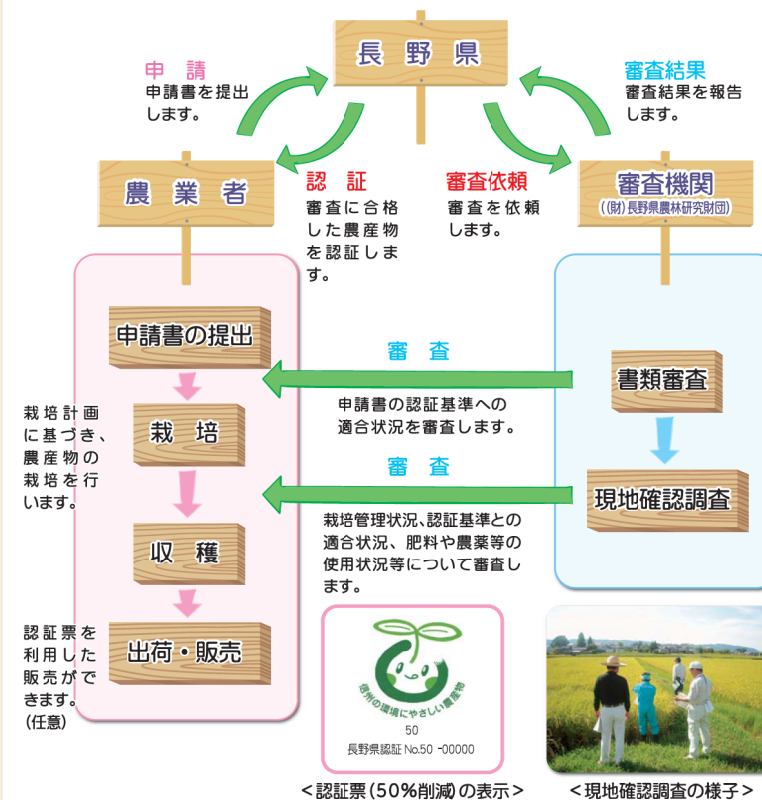 長野県
申請
申請書を提出
します。
審査結果
審査結果を報告
します。
農業者
認証
審査に合格
した農産物
を認証しま
す。
審査依頼
審査を依頼
します。
審査機関
((財)長野県農林研究財団)
申請書の提出
審査
申請書の認証基準への
適合状況を審査します。
書類審査
栽培計画
に基づき、
農産物の
栽培を行
います。
栽培
審査
栽培管理状況、認証基準との
適合状況、肥料や農薬等の
使用状況等について審査し
ます。
現地確認調査
収穫
認証票を
利用した
販売がで
きます。
(任意)
出荷・販売
信州の環境にやさしい農産物
50
長野県認証 No.50 -00000
<認証票(50%削減)の表示>
<現地確認調査の様子>